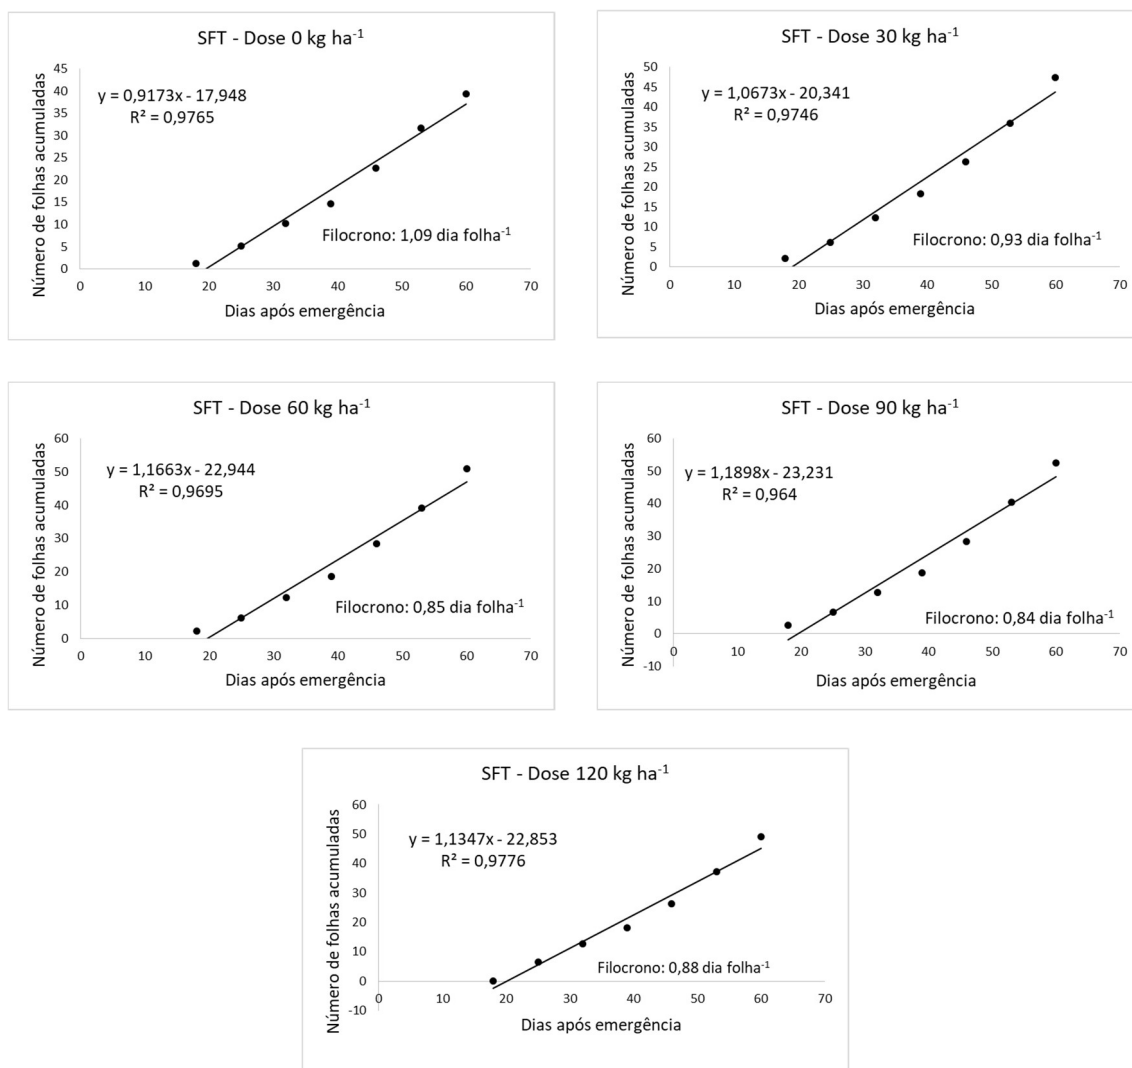 SFT - Dose 0 kg ha⁻¹
Número de folhas acumuladas
45
40
35
30
25
20
15
10
5
0
y = 0,9173x - 17,948
R² = 0,9765
Filocrono: 1,09 dia folha⁻¹
0 10 20 30 40 50 60 70
Dias após emergência
SFT - Dose 30 kg ha⁻¹
Número de folhas acumuladas
50
45
40
35
30
25
20
15
10
5
0
y = 1,0673x - 20,341
R² = 0,9746
Filocrono: 0,93 dia folha⁻¹
0 10 20 30 40 50 60 70
Dias após emergência
SFT - Dose 60 kg ha⁻¹
Número de folhas acumuladas
60
50
40
30
20
10
0
y = 1,1663x - 22,944
R² = 0,9695
Filocrono: 0,85 dia folha⁻¹
0 10 20 30 40 50 60 70
Dias após emergência
SFT - Dose 90 kg ha⁻¹
Número de folhas acumuladas
60
50
40
30
20
10
0
-10
y = 1,1898x - 23,231
R² = 0,964
Filocrono: 0,84 dia folha⁻¹
0 10 20 30 40 50 60 70
Dias após emergência
SFT - Dose 120 kg ha⁻¹
Número de folhas acumuladas
60
50
40
30
20
10
0
-10
y = 1,1347x - 22,853
R² = 0,9776
Filocrono: 0,88 dia folha⁻¹
0 10 20 30 40 50 60 70
Dias após emergência